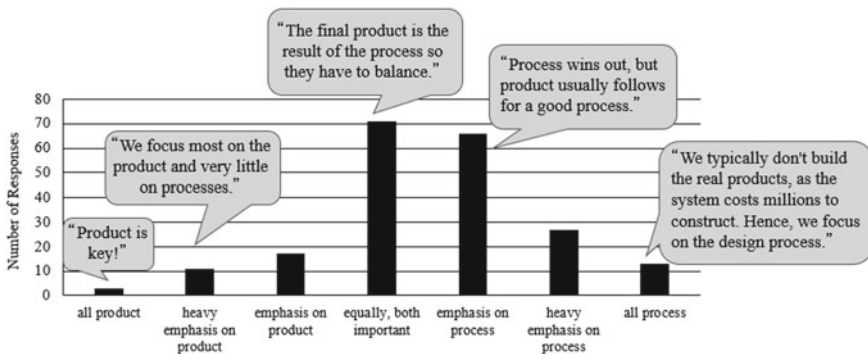 “The final product is the
result of the process so
they have to balance.”
“Process wins out, but
product usually follows
for a good process.”
“We focus most on the
product and very little
on processes.”
“We typically don't build
the real products, as the
system costs millions to
construct. Hence, we focus
on the design process.”
“Product is
key!”
Number of Responses
80
70
60
50
40
30
20
10
0
all product
heavy
emphasis on
product
emphasis on
product
equally, both
important
emphasis on
process
heavy
emphasis on
process
all process